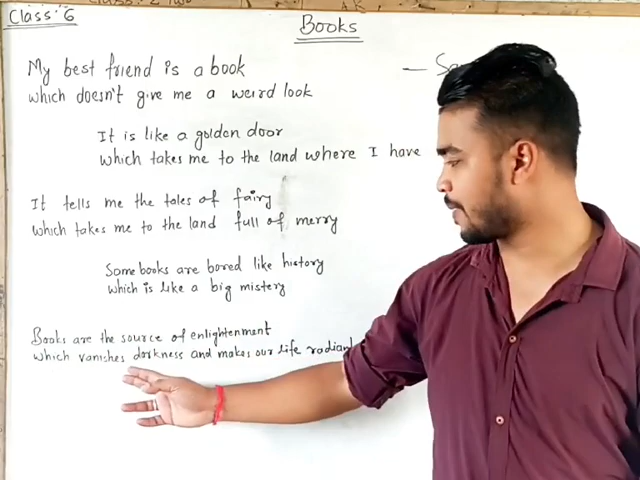 Class: 6
Books
My best friend is a book
which doesn't give me a weird look
It is like a golden door
which takes me to the land where I have
It tells me the tales of fairy
which takes me to the land full of merry
Some books are bored like history
which is like a big mistery
Books are the source of enlightenment
which vanishes darkness and makes our life radiant